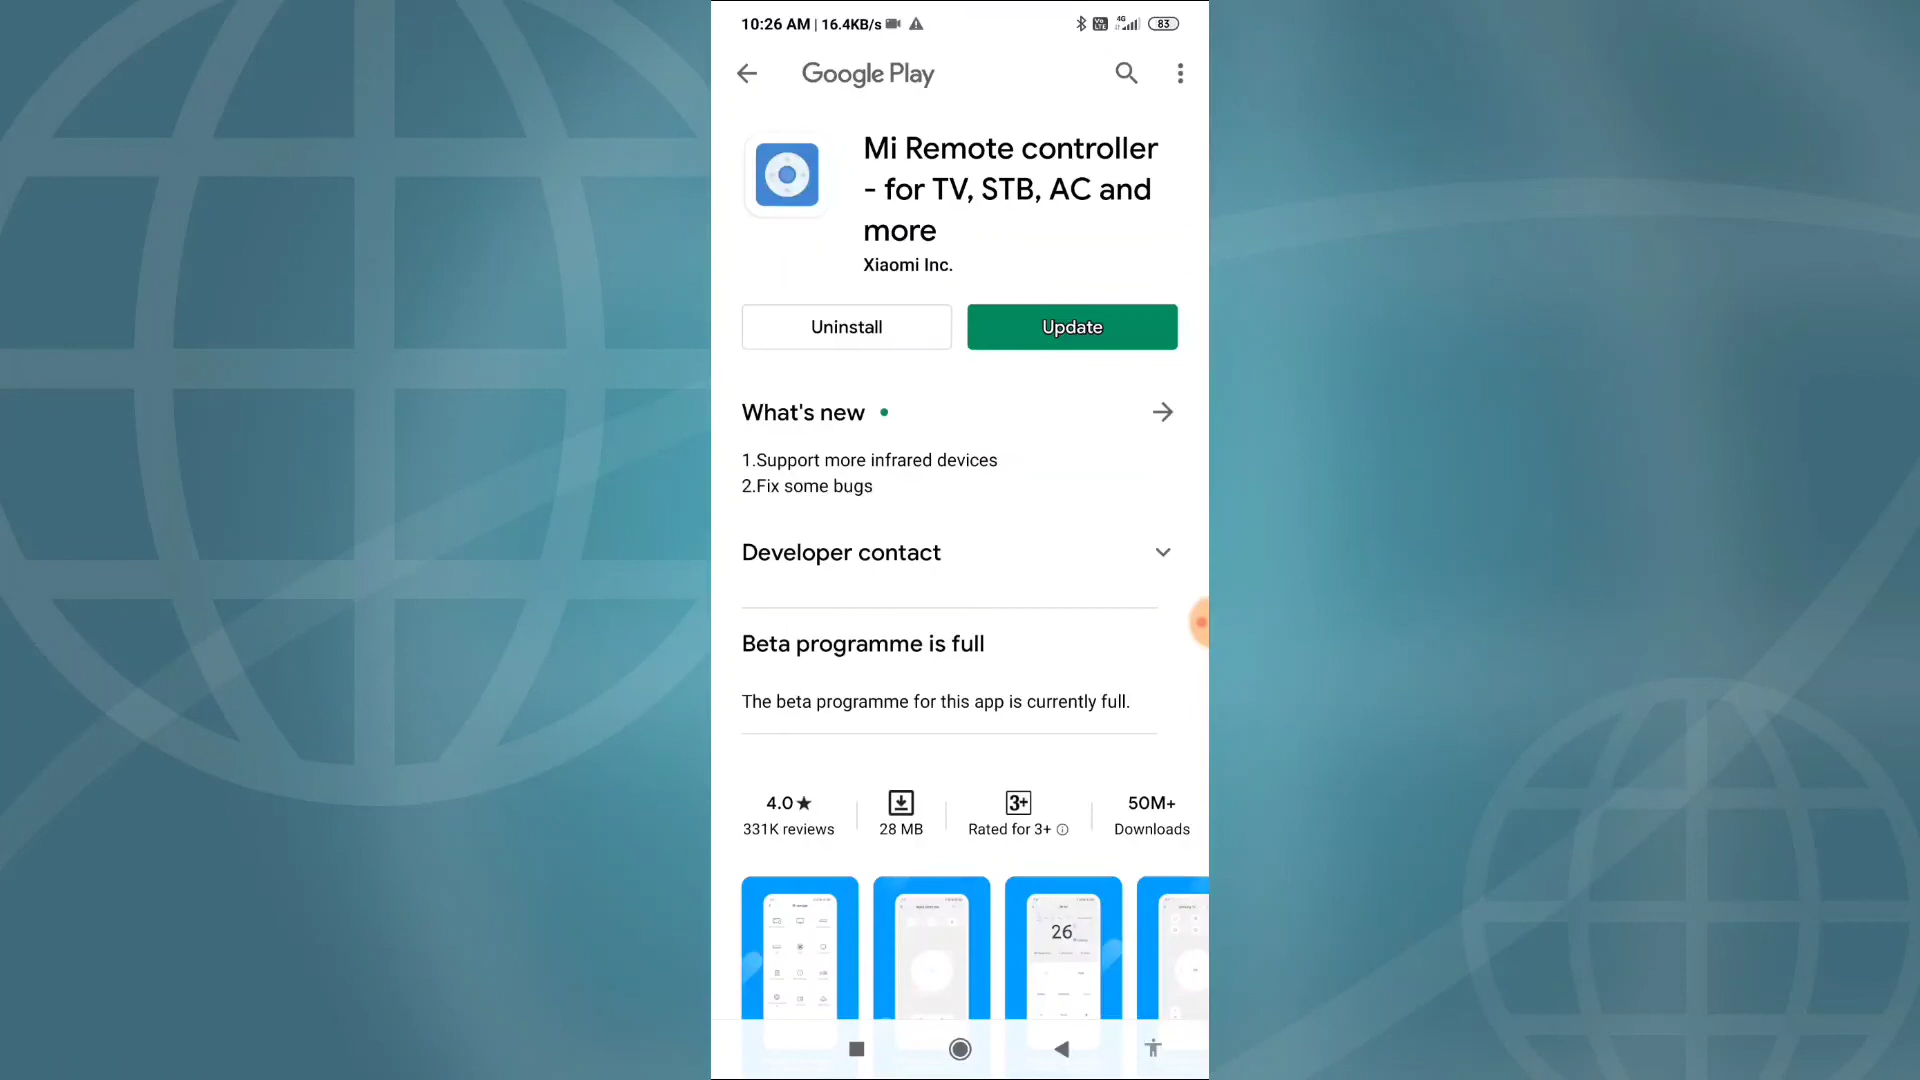 10:26 AM | 16.4KB/s
Vo LTE 4G 83
Google Play
Mi Remote controller
- for TV, STB, AC and
more
Xiaomi Inc.
Uninstall
Update
What's new
1.Support more infrared devices
2.Fix some bugs
Developer contact
Beta programme is full
The beta programme for this app is currently full.
4.0★ 3+ 50M+
331K reviews 28 MB Rated for 3+ Downloads
26